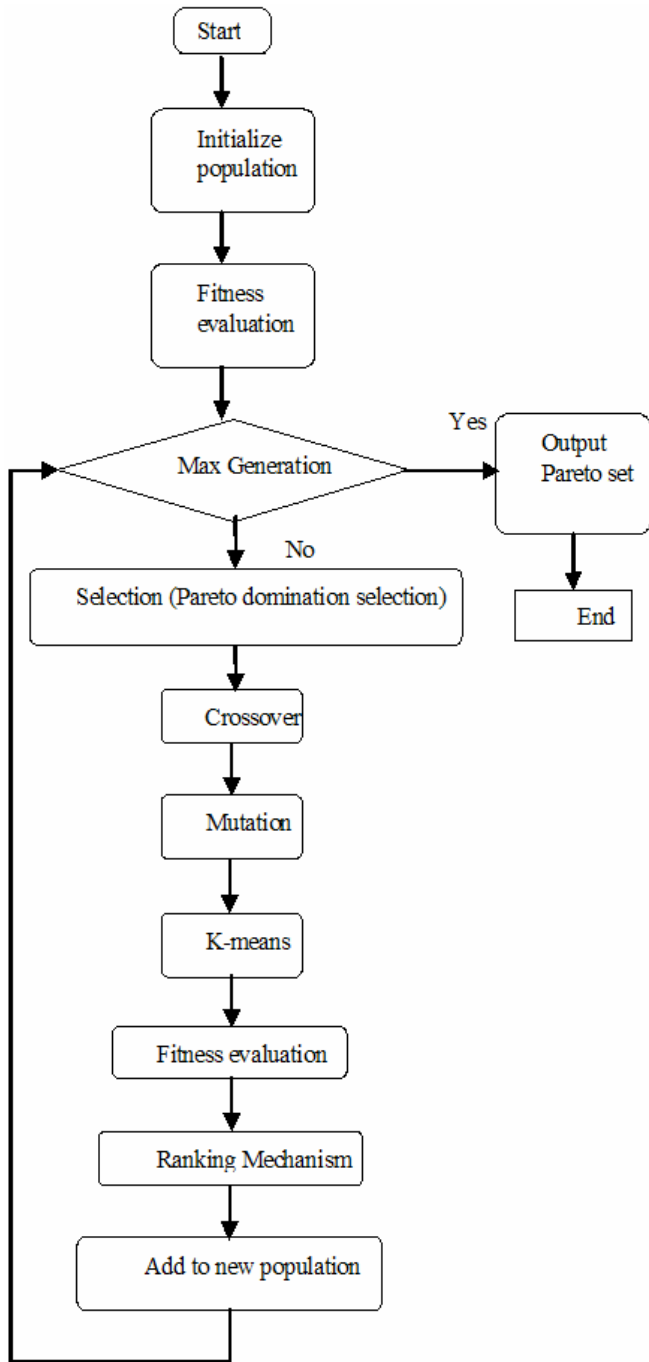 Start
Initialize
population
Fitness
evaluation
Max Generation
Yes
Output
Pareto set
End
No
Selection (Pareto domination selection)
Crossover
Mutation
K-means
Fitness evaluation
Ranking Mechanism
Add to new population